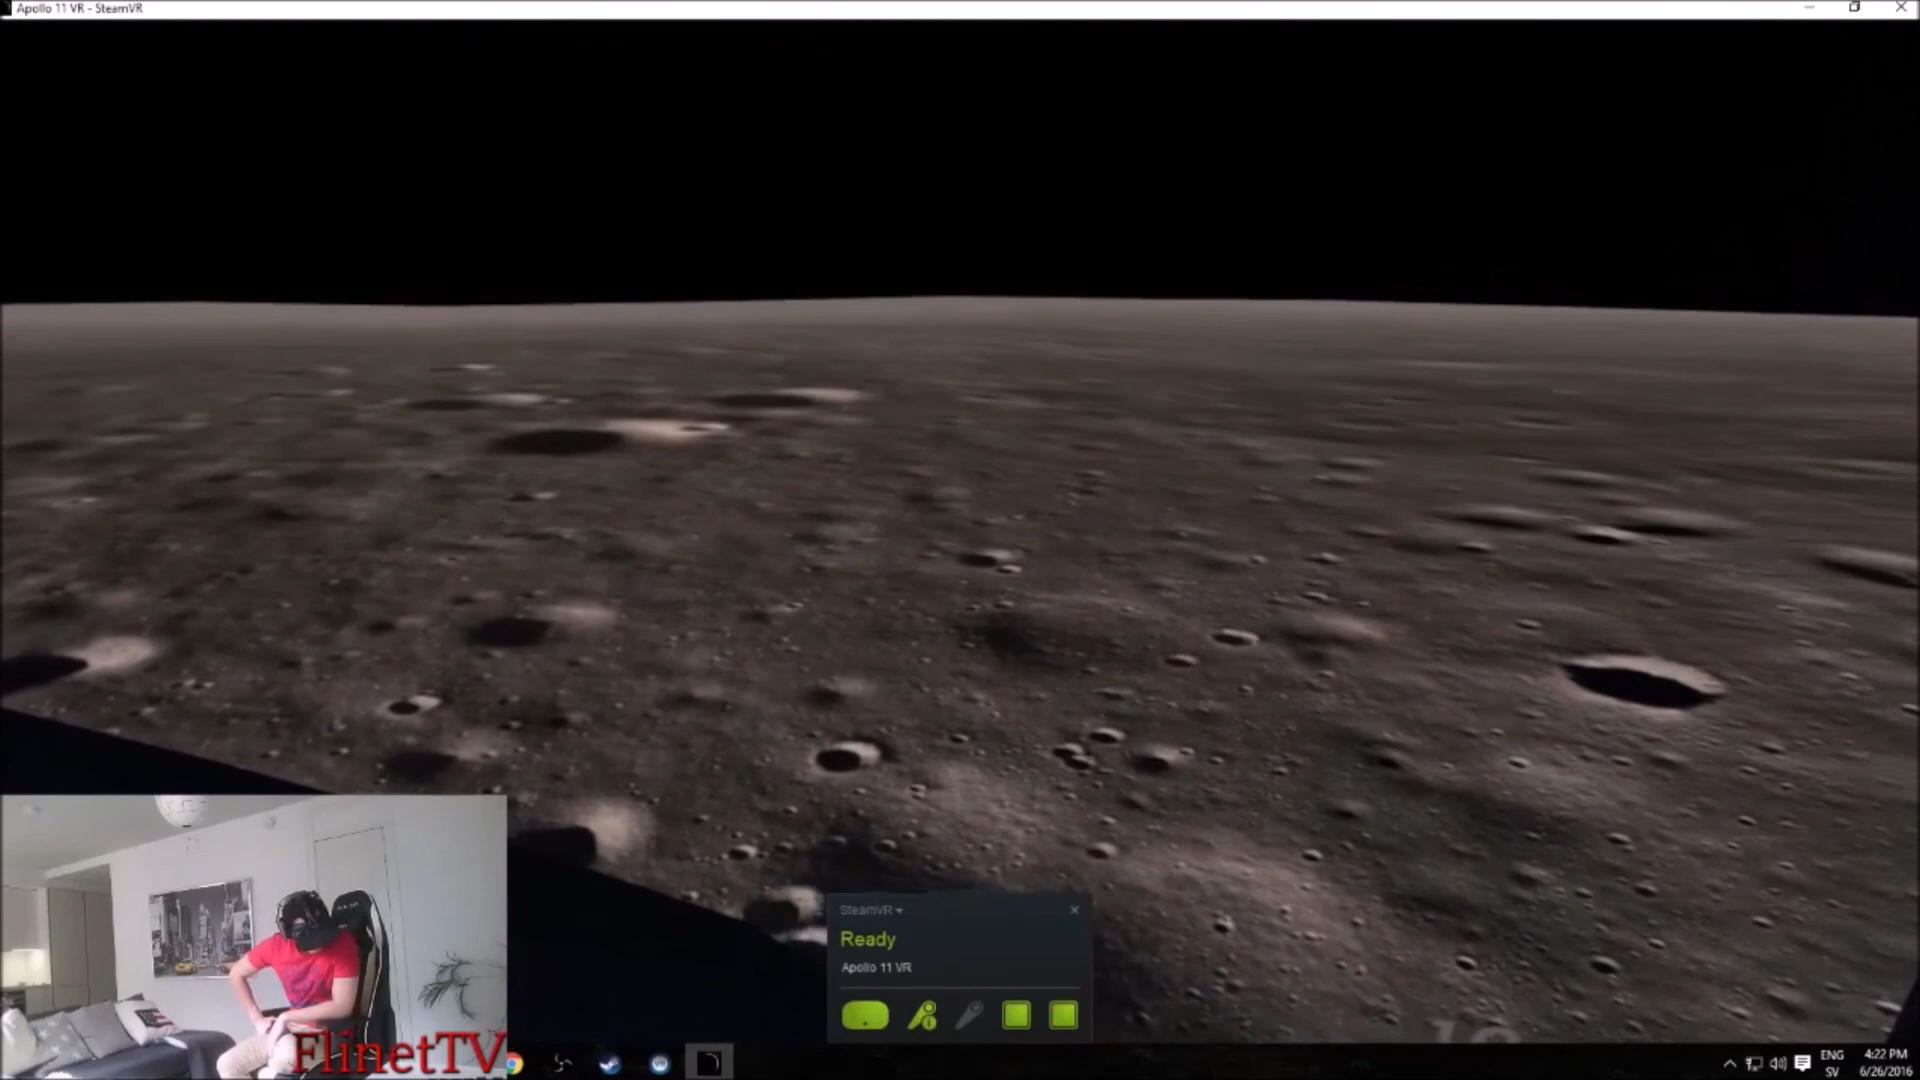 Apollo 11 VR - SteamVR
SteamVR
Ready
Apollo 11 VR
FlinetTV
ENG
SV
4:22 PM
6/26/2016